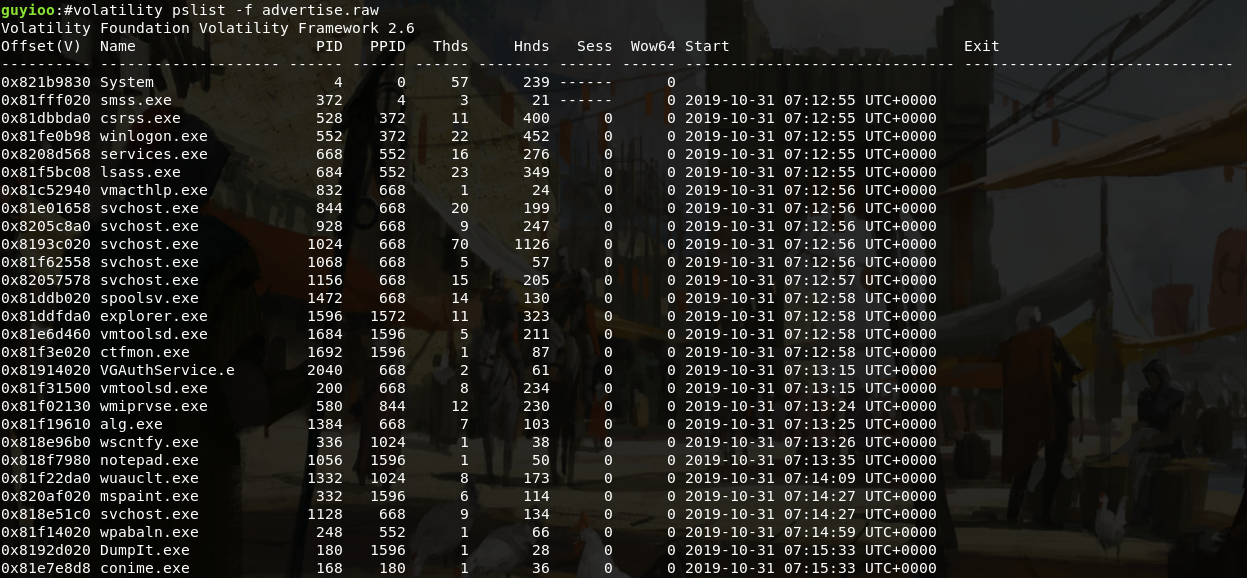 guyioo:#volatility pslist -f advertise.raw
Volatility Foundation Volatility Framework 2.6
Offset(V)  Name                    PID   PPID   Thds     Hnds   Sess  Wow64 Start                          Exit
---------- -------------------- ------ ------ ------ -------- ------ ------ ------------------------------ ------------------------------
0x821b9830 System                    4      0     57      239 ------      0
0x81fff020 smss.exe                372      4      3       21 ------      0 2019-10-31 07:12:55 UTC+0000
0x81dbbda0 csrss.exe               528    372     11      400      0      0 2019-10-31 07:12:55 UTC+0000
0x81fe0b98 winlogon.exe            552    372     22      452      0      0 2019-10-31 07:12:55 UTC+0000
0x8208d568 services.exe            668    552     16      276      0      0 2019-10-31 07:12:55 UTC+0000
0x81f5bc08 lsass.exe               684    552     23      349      0      0 2019-10-31 07:12:55 UTC+0000
0x81c52940 vmacthlp.exe            832    668      1       24      0      0 2019-10-31 07:12:56 UTC+0000
0x81e01658 svchost.exe             844    668     20      199      0      0 2019-10-31 07:12:56 UTC+0000
0x8205c8a0 svchost.exe             928    668      9      247      0      0 2019-10-31 07:12:56 UTC+0000
0x8193c020 svchost.exe            1024    668     70     1126      0      0 2019-10-31 07:12:56 UTC+0000
0x81f62558 svchost.exe            1068    668      5       57      0      0 2019-10-31 07:12:56 UTC+0000
0x82057578 svchost.exe            1156    668     15      205      0      0 2019-10-31 07:12:57 UTC+0000
0x81ddb020 spoolsv.exe            1472    668     14      130      0      0 2019-10-31 07:12:58 UTC+0000
0x81ddfda0 explorer.exe           1596   1572     11      323      0      0 2019-10-31 07:12:58 UTC+0000
0x81e6d460 vmtoolsd.exe           1684   1596      5      211      0      0 2019-10-31 07:12:58 UTC+0000
0x81f3e020 ctfmon.exe             1692   1596      1       87      0      0 2019-10-31 07:12:58 UTC+0000
0x81914020 VGAuthService.e        2040    668      2       61      0      0 2019-10-31 07:13:15 UTC+0000
0x81f31500 vmtoolsd.exe            200    668      8      234      0      0 2019-10-31 07:13:15 UTC+0000
0x81f02130 wmiprvse.exe            580    844     12      230      0      0 2019-10-31 07:13:24 UTC+0000
0x81f19610 alg.exe                1384    668      7      103      0      0 2019-10-31 07:13:25 UTC+0000
0x818e96b0 wscntfy.exe             336   1024      1       38      0      0 2019-10-31 07:13:26 UTC+0000
0x818f7980 notepad.exe            1056   1596      1       50      0      0 2019-10-31 07:13:35 UTC+0000
0x81f22da0 wuauclt.exe            1332   1024      8      173      0      0 2019-10-31 07:14:09 UTC+0000
0x820af020 mspaint.exe             332   1596      6      114      0      0 2019-10-31 07:14:27 UTC+0000
0x818e51c0 svchost.exe            1128    668      9      134      0      0 2019-10-31 07:14:27 UTC+0000
0x81f14020 wpabaln.exe             248    552      1       66      0      0 2019-10-31 07:14:59 UTC+0000
0x8192d020 DumpIt.exe              180   1596      1       28      0      0 2019-10-31 07:15:33 UTC+0000
0x81e7e8d8 conime.exe              168    180      1       36      0      0 2019-10-31 07:15:33 UTC+0000